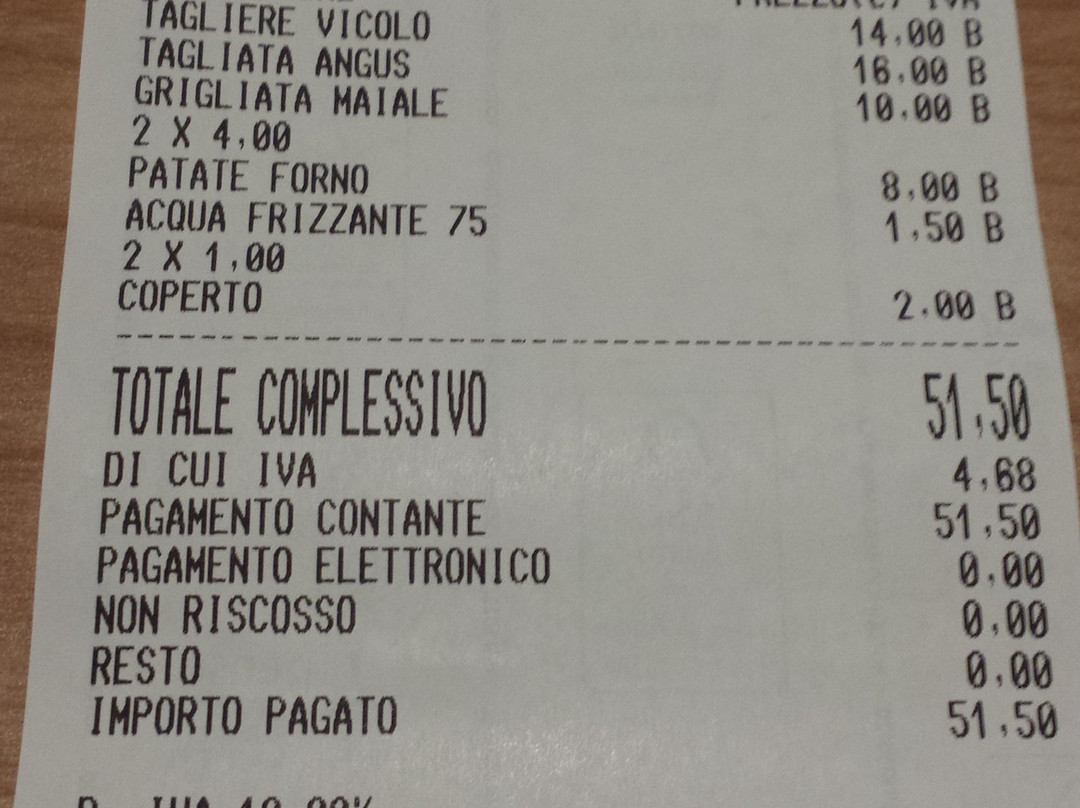 TAGLIERE VICOLO 14,00 B
TAGLIATA ANGUS 16,00 B
GRIGLIATA MAIALE 10,00 B
2 X 4,00
PATATE FORNO 8,00 B
ACQUA FRIZZANTE 75 1,50 B
2 X 1,00
COPERTO 2,00 B
TOTALE COMPLESSIVO 51,50
DI CUI IVA 4,68
PAGAMENTO CONTANTE 51,50
PAGAMENTO ELETTRONICO 0,00
NON RISCOSSO 0,00
RESTO 0,00
IMPORTO PAGATO 51,50